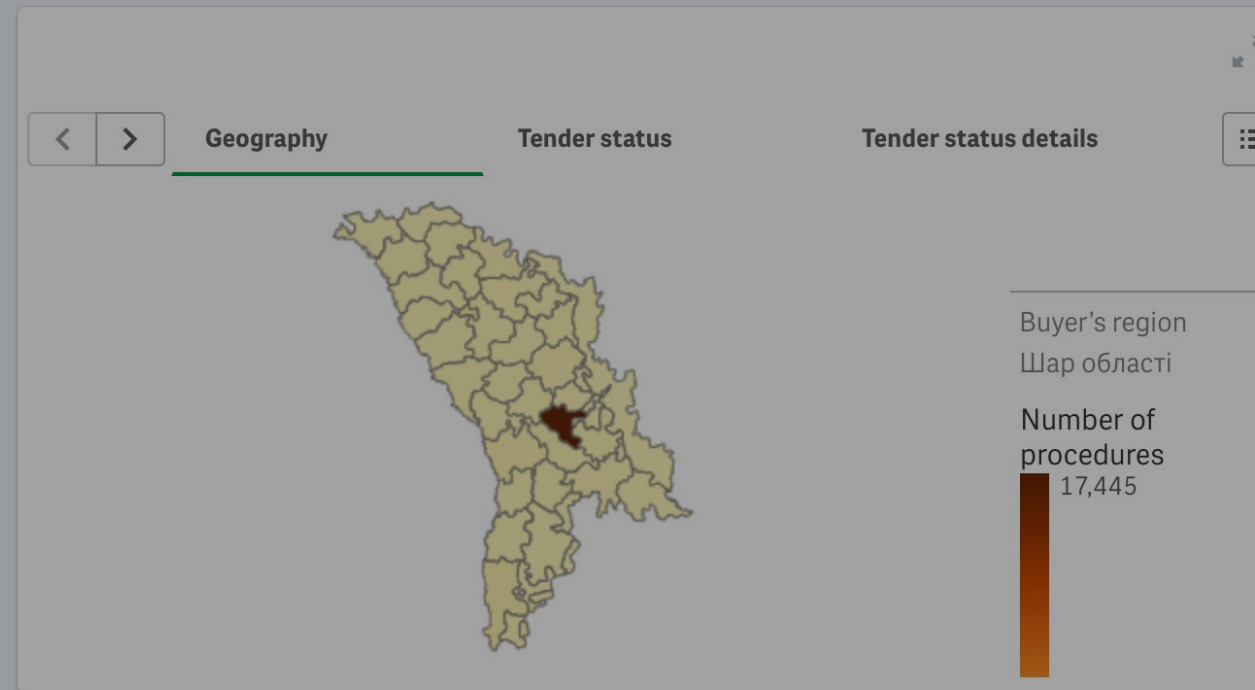 Geography
Tender status
Tender status details
Buyer's region
Шар області
Number of
procedures
17,445